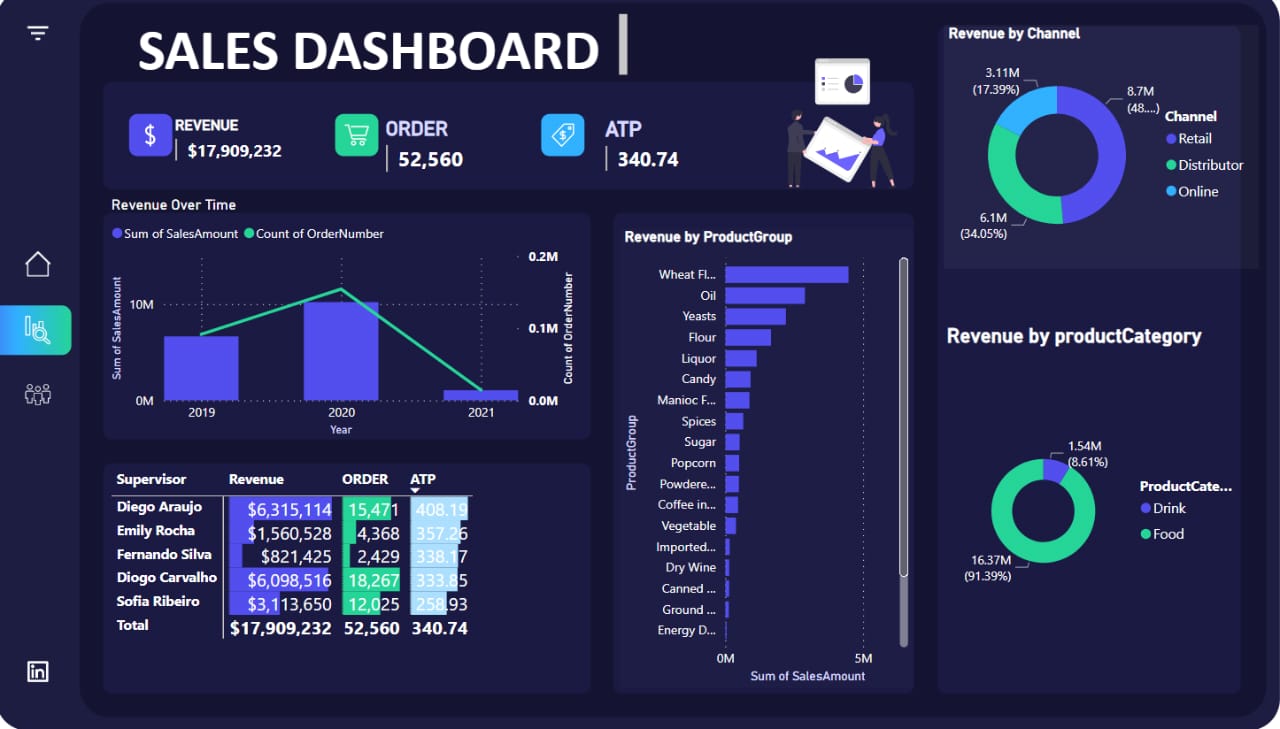 SALES DASHBOARD
REVENUE
$17,909,232
ORDER
52,560
ATP
340.74
Revenue Over Time
Sum of SalesAmount Count of OrderNumber
Sum of SalesAmount
10M
0M
0.2M
0.1M
0.0M
Count of OrderNumber
2019 2020 2021
Year
Supervisor Revenue ORDER ATP
Diego Araujo $6,315,114 15,471 408.19
Emily Rocha $1,560,528 4,368 357.26
Fernando Silva $821,425 2,429 338.17
Diogo Carvalho $6,098,516 18,267 333.85
Sofia Ribeiro $3,113,650 12,025 258.93
Total $17,909,232 52,560 340.74
Revenue by ProductGroup
ProductGroup
Wheat Fl...
Oil
Yeasts
Flour
Liquor
Candy
Manioc F...
Spices
Sugar
Popcorn
Powdere...
Coffee in...
Vegetable
Imported...
Dry Wine
Canned ...
Ground ...
Energy D...
0M 5M
Sum of SalesAmount
Revenue by Channel
3.11M
(17.39%)
8.7M
(48....)
6.1M
(34.05%)
Channel
Retail
Distributor
Online
Revenue by productCategory
1.54M
(8.61%)
16.37M
(91.39%)
ProductCate...
Drink
Food
in